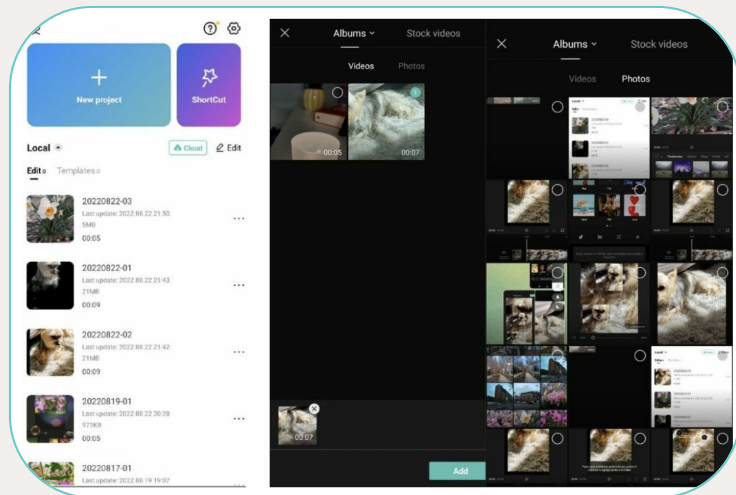 ?
+
New project
ShortCut
Local
Cloud
Edit
Edit
Templates
20220822-03
Last update: 2022.08.22 21:50
5MB
00:05
20220822-01
Last update: 2022.08.22 21:43
21MB
00:09
20220822-02
Last update: 2022.08.22 21:42
21MB
00:09
20220819-01
Last update: 2022.08.22 20:28
973KB
00:05
20220817-01
Last update: 2022.08.19 19:07
Albums
Stock videos
Videos
Photos
00:05
1
00:07
00:07
Add
Albums
Stock videos
Videos
Photos